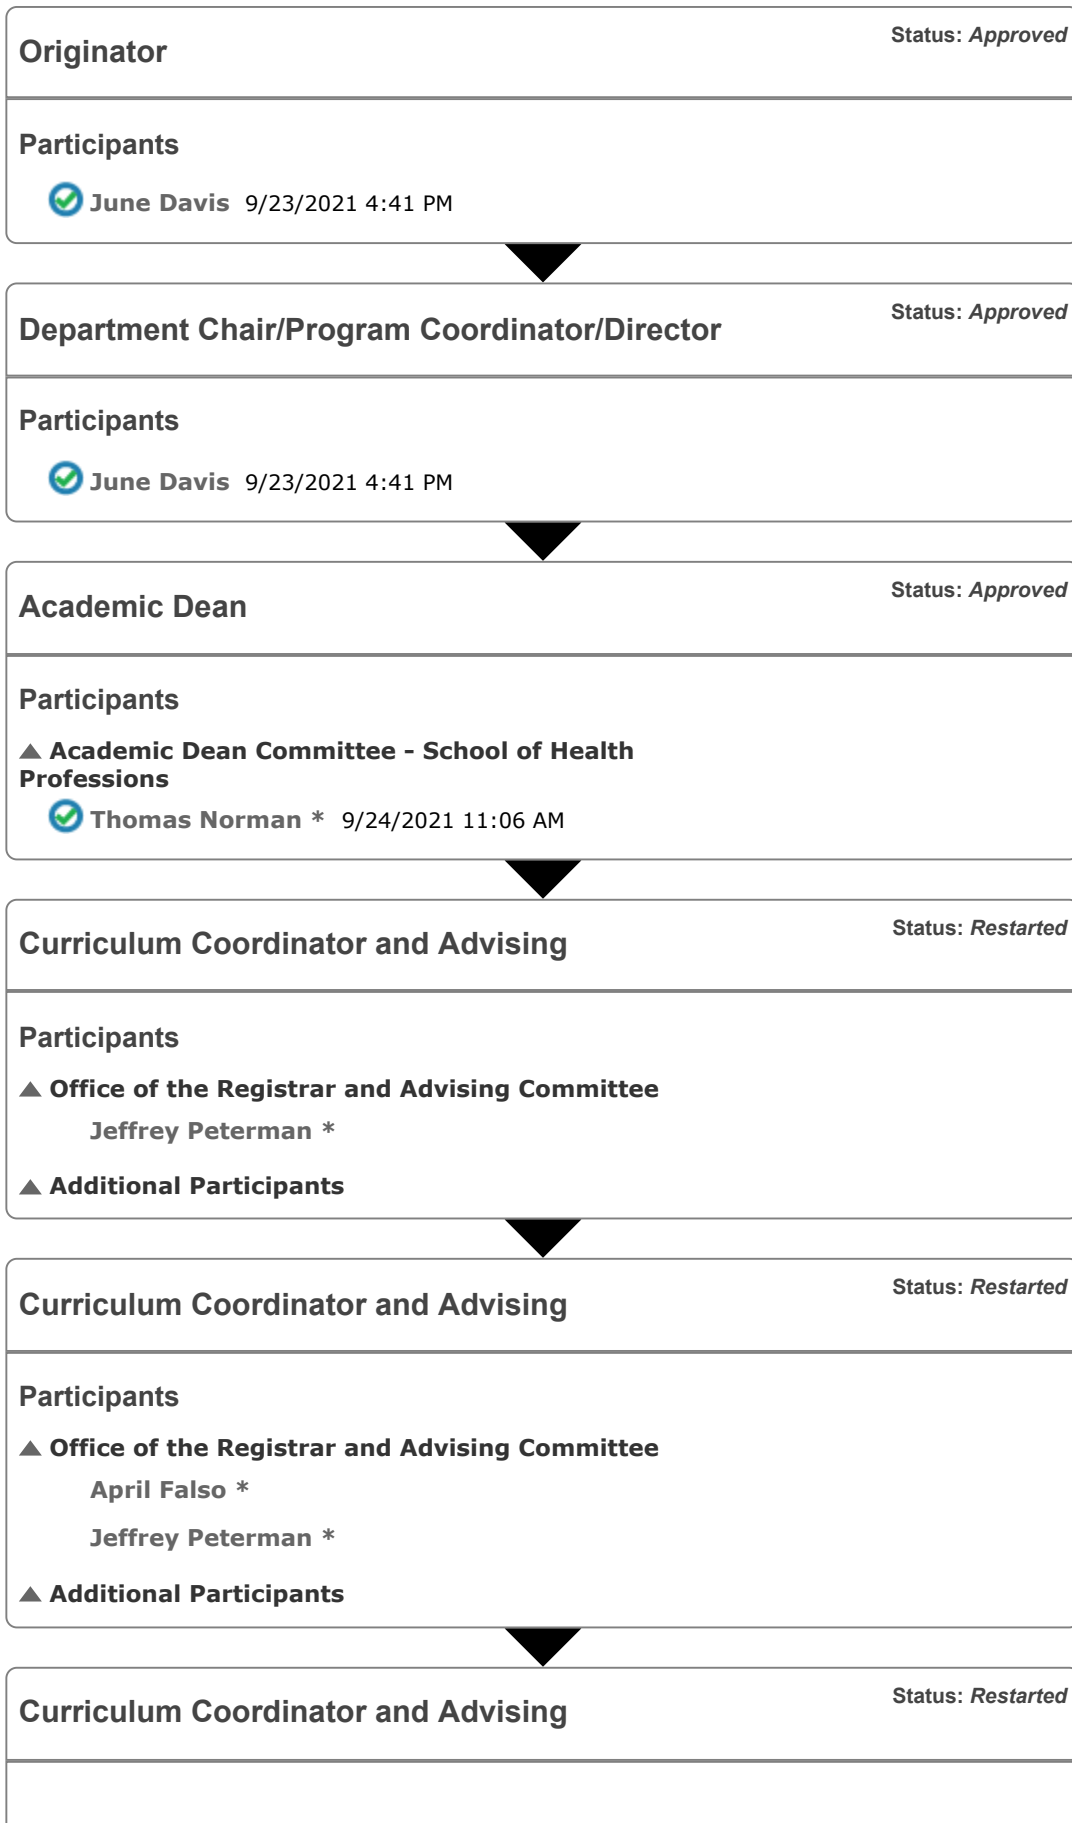 Originator
Status: Approved
Participants
June Davis 9/23/2021 4:41 PM
Department Chair/Program Coordinator/Director
Status: Approved
Participants
June Davis 9/23/2021 4:41 PM
Academic Dean
Status: Approved
Participants
Academic Dean Committee - School of Health
Professions
Thomas Norman * 9/24/2021 11:06 AM
Curriculum Coordinator and Advising
Status: Restarted
Participants
Office of the Registrar and Advising Committee
Jeffrey Peterman *
Additional Participants
Curriculum Coordinator and Advising
Status: Restarted
Participants
Office of the Registrar and Advising Committee
April Falso *
Jeffrey Peterman *
Additional Participants
Curriculum Coordinator and Advising
Status: Restarted